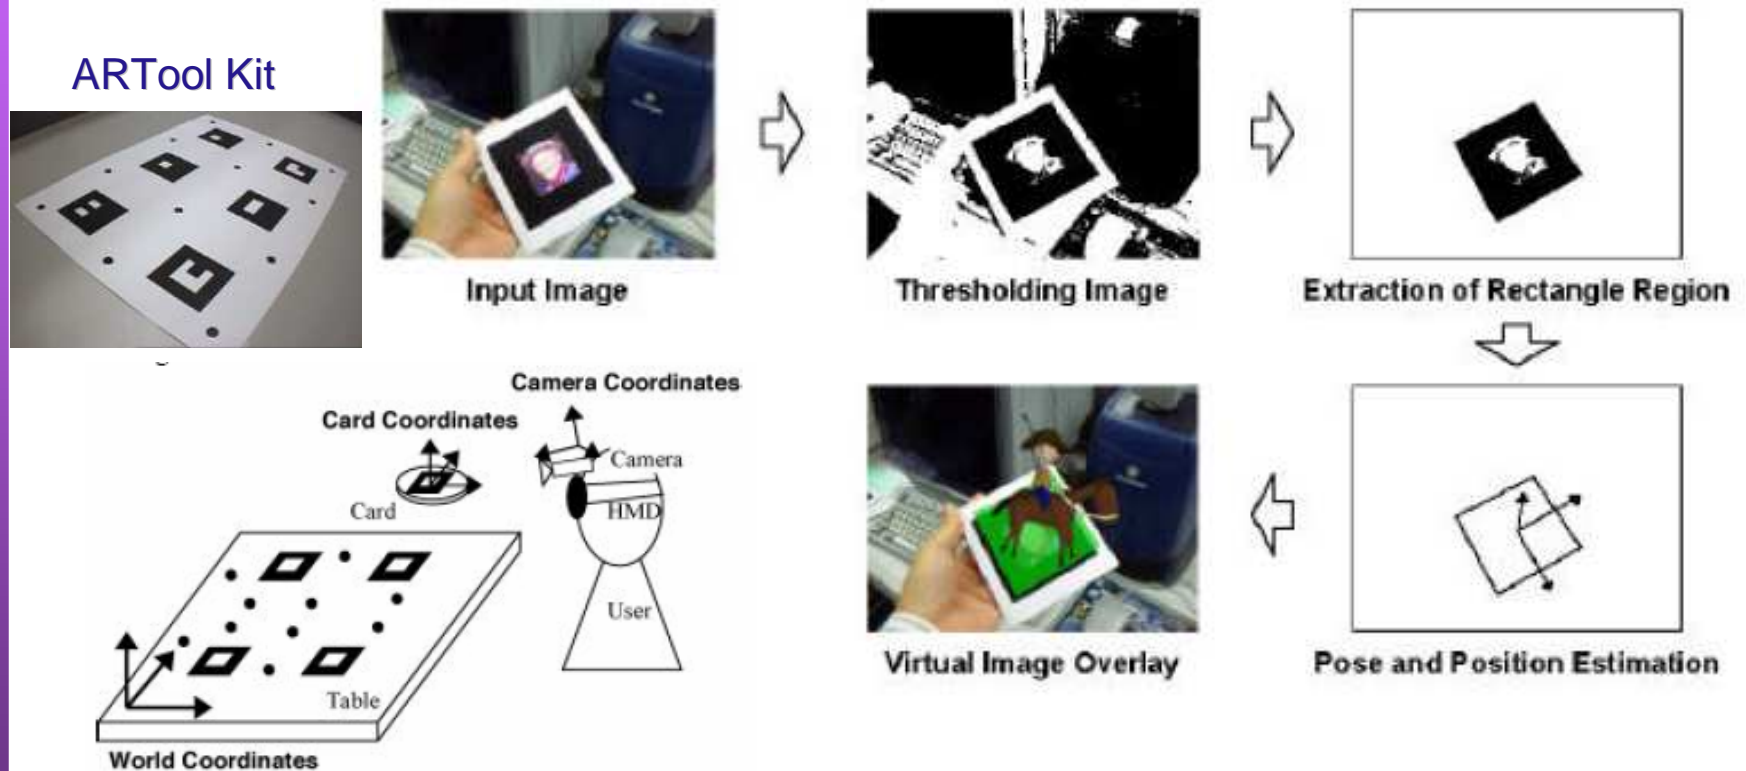 ARTool Kit
Input Image
Thresholding Image
Extraction of Rectangle Region
Camera Coordinates
Card Coordinates
Camera
Card
HMD
User
Table
World Coordinates
Virtual Image Overlay
Pose and Position Estimation